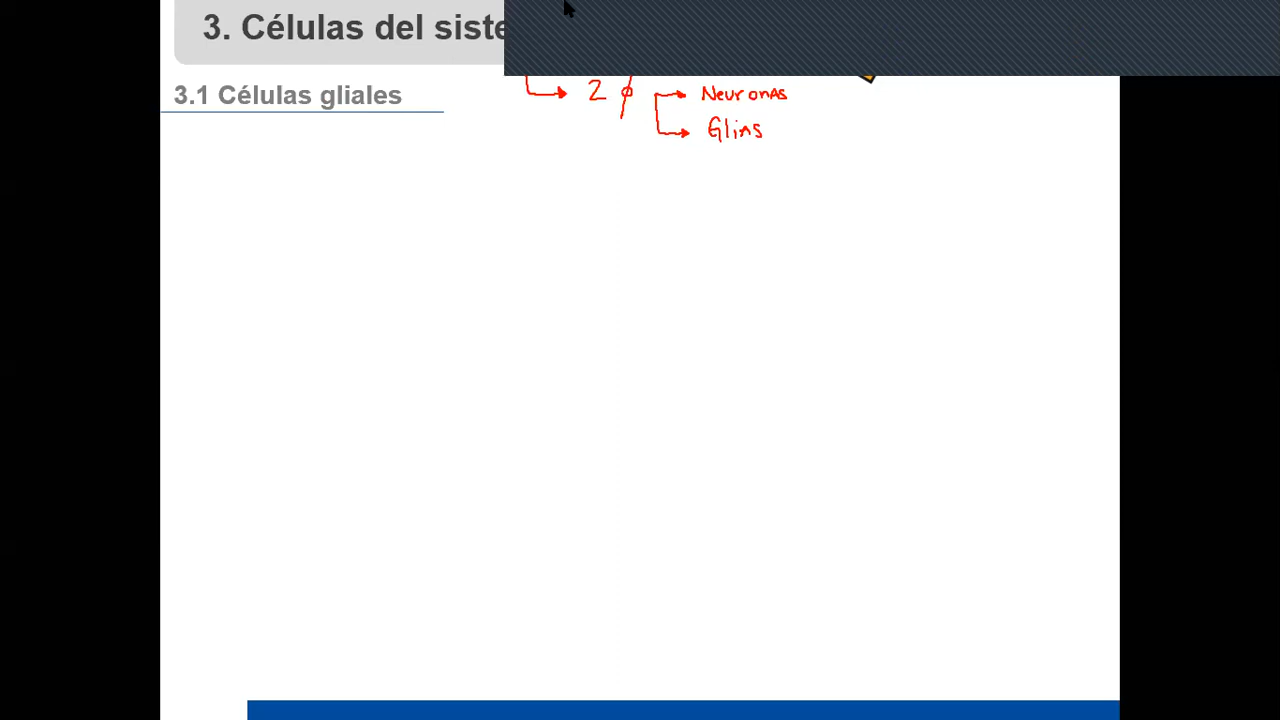 3. Células del siste
3.1 Células gliales
2 φ Neuronas
Glias